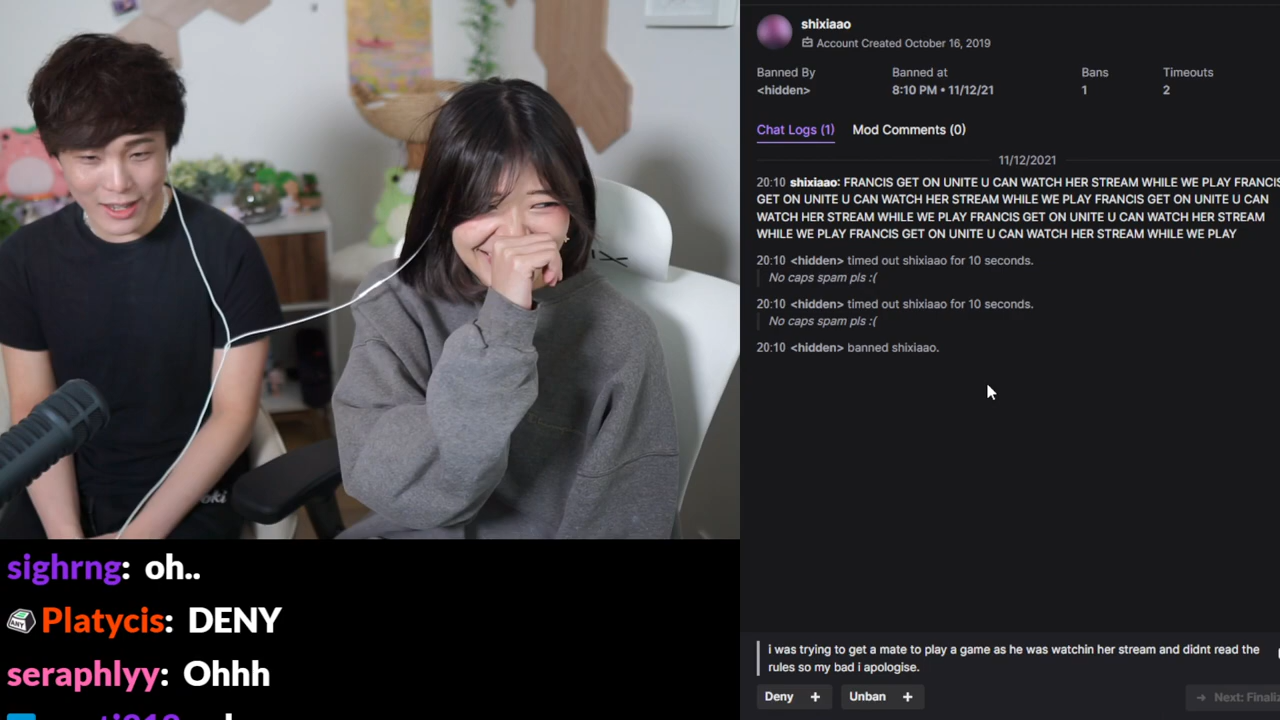 shixiaao
Account Created October 16, 2019
Banned By Banned at Bans Timeouts
<hidden> 8:10 PM • 11/12/21 1 2
Chat Logs (1) Mod Comments (0)
11/12/2021
20:10 shixiaao: FRANCIS GET ON UNITE U CAN WATCH HER STREAM WHILE WE PLAY FRANCIS
GET ON UNITE U CAN WATCH HER STREAM WHILE WE PLAY FRANCIS GET ON UNITE U CAN
WATCH HER STREAM WHILE WE PLAY FRANCIS GET ON UNITE U CAN WATCH HER STREAM
WHILE WE PLAY FRANCIS GET ON UNITE U CAN WATCH HER STREAM WHILE WE PLAY
20:10 <hidden> timed out shixiaao for 10 seconds.
No caps spam pls :(
20:10 <hidden> timed out shixiaao for 10 seconds.
No caps spam pls :(
20:10 <hidden> banned shixiaao.
i was trying to get a mate to play a game as he was watchin her stream and didnt read the
rules so my bad i apologise.
Deny + Unban + → Next: Finaliz
sighrng: oh..
ANY Platycis: DENY
seraphlyy: Ohhh